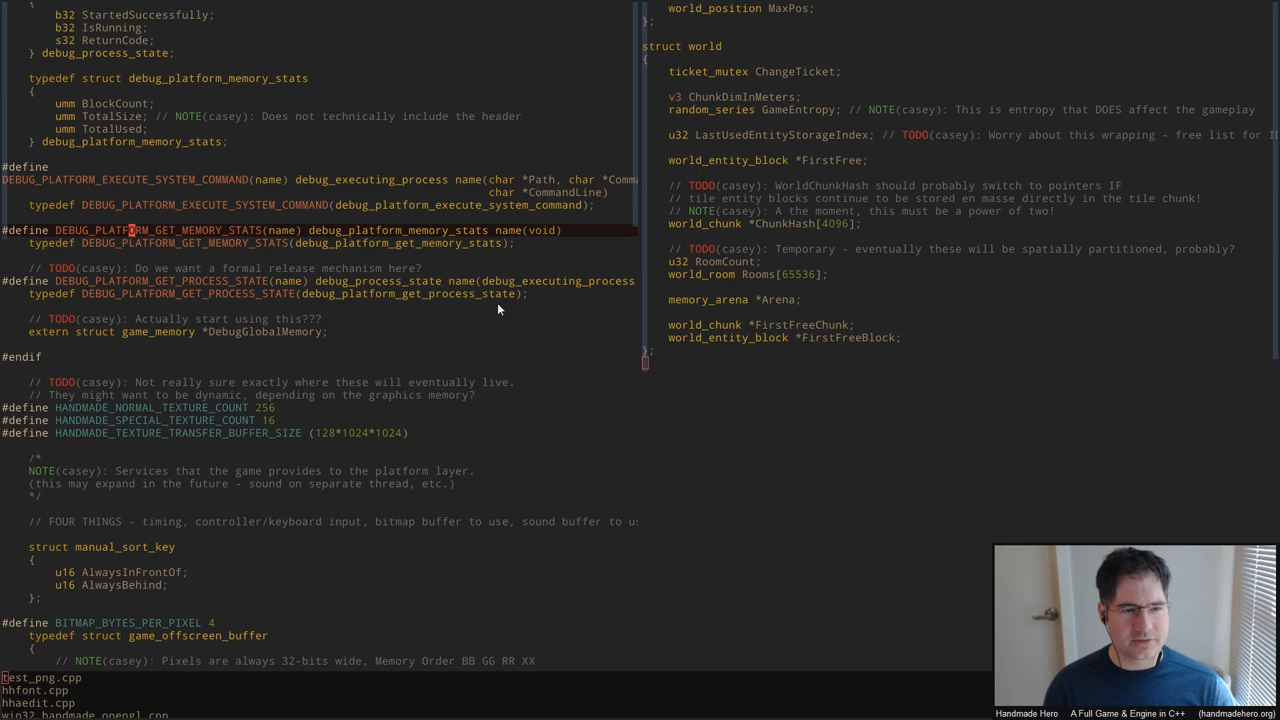 {
b32 StartedSuccessfully;
b32 IsRunning;
s32 ReturnCode;
} debug_process_state;
typedef struct debug_platform_memory_stats
{
umm BlockCount;
umm TotalSize; // NOTE(casey): Does not technically include the header
umm TotalUsed;
} debug_platform_memory_stats;
#define
DEBUG_PLATFORM_EXECUTE_SYSTEM_COMMAND(name) debug_executing_process name(char *Path, char *Comma
char *CommandLine)
typedef DEBUG_PLATFORM_EXECUTE_SYSTEM_COMMAND(debug_platform_execute_system_command);
#define DEBUG_PLATFORM_GET_MEMORY_STATS(name) debug_platform_memory_stats name(void)
typedef DEBUG_PLATFORM_GET_MEMORY_STATS(debug_platform_get_memory_stats);
// TODO(casey): Do we want a formal release mechanism here?
#define DEBUG_PLATFORM_GET_PROCESS_STATE(name) debug_process_state name(debug_executing_process
typedef DEBUG_PLATFORM_GET_PROCESS_STATE(debug_platform_get_process_state);
// TODO(casey): Actually start using this???
extern struct game_memory *DebugGlobalMemory;
#endif
// TODO(casey): Not really sure exactly where these will eventually live.
// They might want to be dynamic, depending on the graphics memory?
#define HANDMADE_NORMAL_TEXTURE_COUNT 256
#define HANDMADE_SPECIAL_TEXTURE_COUNT 16
#define HANDMADE_TEXTURE_TRANSFER_BUFFER_SIZE (128*1024*1024)
/*
NOTE(casey): Services that the game provides to the platform layer.
(this may expand in the future - sound on separate thread, etc.)
*/
// FOUR THINGS - timing, controller/keyboard input, bitmap buffer to use, sound buffer to us
struct manual_sort_key
{
u16 AlwaysInFrontOf;
u16 AlwaysBehind;
};
#define BITMAP_BYTES_PER_PIXEL 4
typedef struct game_offscreen_buffer
{
// NOTE(casey): Pixels are always 32-bits wide, Memory Order BB GG RR XX
world_position MaxPos;
};
struct world
{
ticket_mutex ChangeTicket;
v3 ChunkDimInMeters;
random_series GameEntropy; // NOTE(casey): This is entropy that DOES affect the gameplay
u32 LastUsedEntityStorageIndex; // TODO(casey): Worry about this wrapping - free list for I
world_entity_block *FirstFree;
// TODO(casey): WorldChunkHash should probably switch to pointers IF
// tile entity blocks continue to be stored en masse directly in the tile chunk!
// NOTE(casey): A the moment, this must be a power of two!
world_chunk *ChunkHash[4096];
// TODO(casey): Temporary - eventually these will be spatially partitioned, probably?
u32 RoomCount;
world_room Rooms[65536];
memory_arena *Arena;
world_chunk *FirstFreeChunk;
world_entity_block *FirstFreeBlock;
};
test_png.cpp
hhfont.cpp
hhaedit.cpp
win32_handmade_opengl.cpp
Handmade Hero A Full Game & Engine in C++ (handmadehero.org)